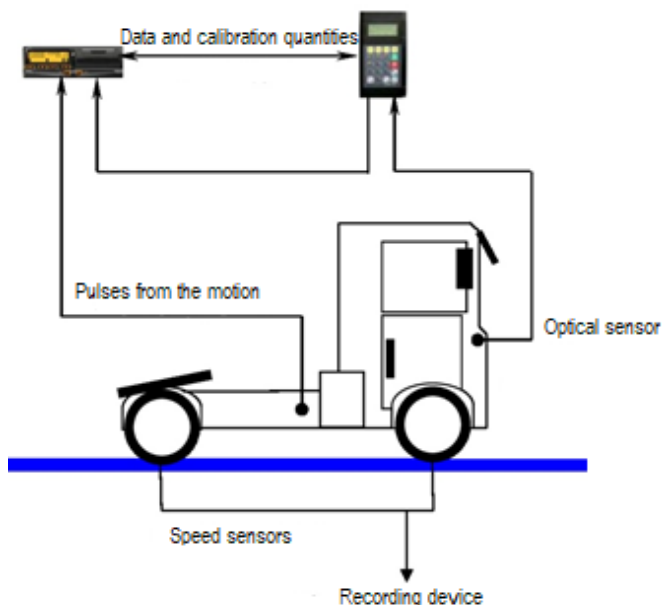 Data and calibration quantities
Pulses from the motion
Optical sensor
Speed sensors
Recording device